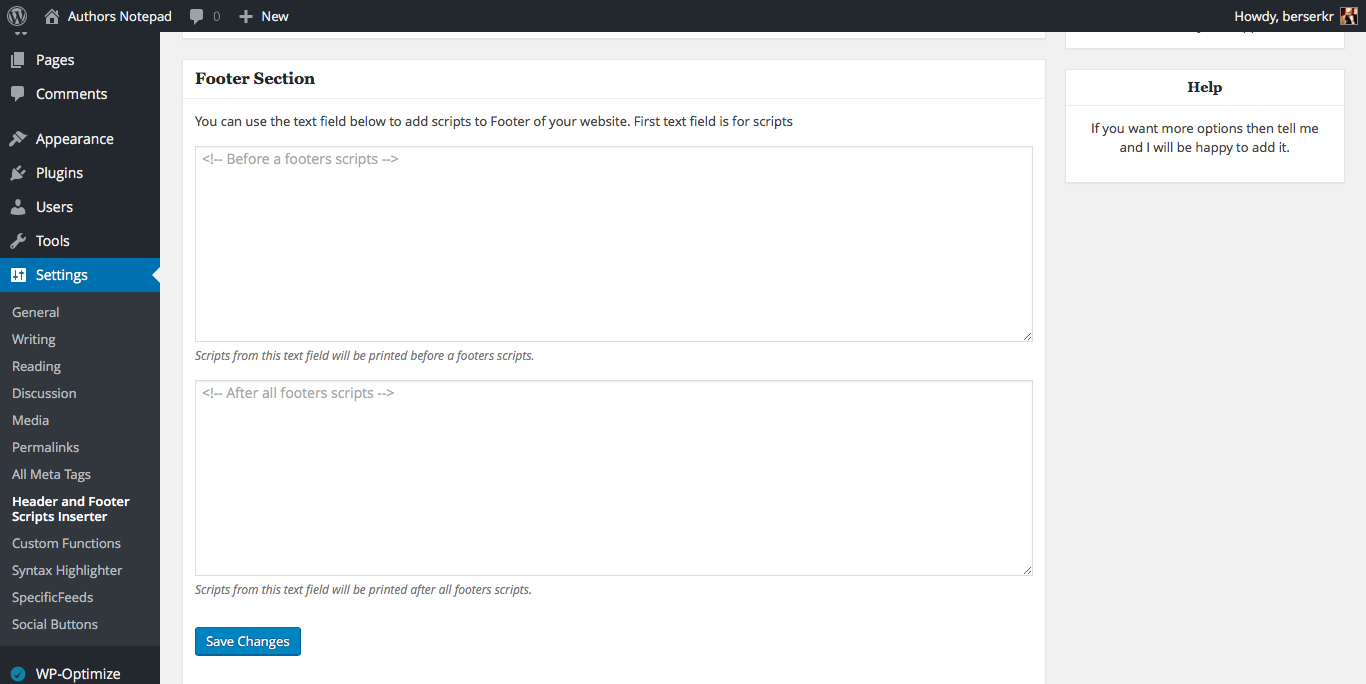 Authors Notepad 0 New Howdy, berserkr
Pages
Comments
Appearance
Plugins
Users
Tools
Settings
General
Writing
Reading
Discussion
Media
Permalinks
All Meta Tags
Header and Footer
Scripts Inserter
Custom Functions
Syntax Highlighter
SpecificFeeds
Social Buttons
WP-Optimize
Footer Section
You can use the text field below to add scripts to Footer of your website. First text field is for scripts
<!-- Before a footers scripts -->
Scripts from this text field will be printed before a footers scripts.
<!-- After all footers scripts -->
Scripts from this text field will be printed after all footers scripts.
Save Changes
Help
If you want more options then tell me
and I will be happy to add it.